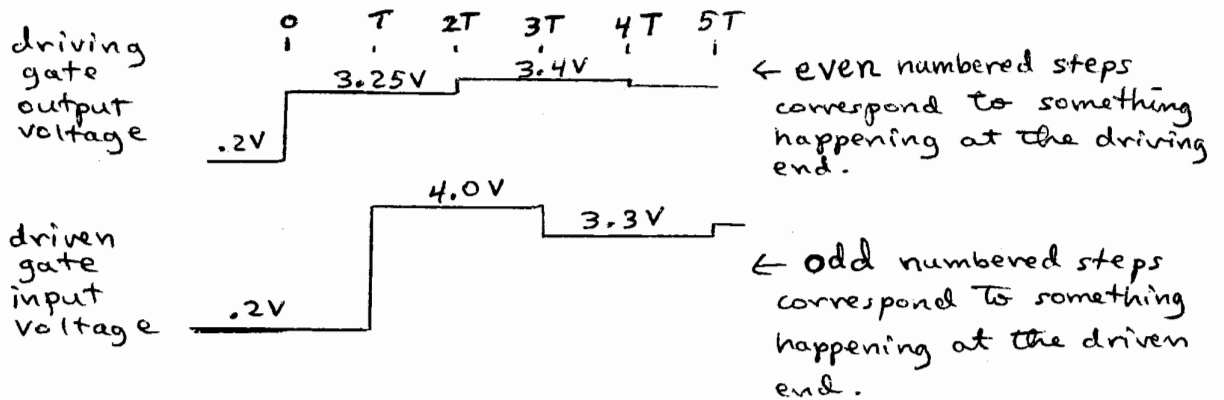 0 T 2T 3T 4T 5T
driving
gate
output
voltage
.2V
3.25V
3.4V
← even numbered steps
correspond to something
happening at the driving
end.
driven
gate
input
voltage
.2V
4.0V
3.3V
← odd numbered steps
correspond to something
happening at the driven
end.